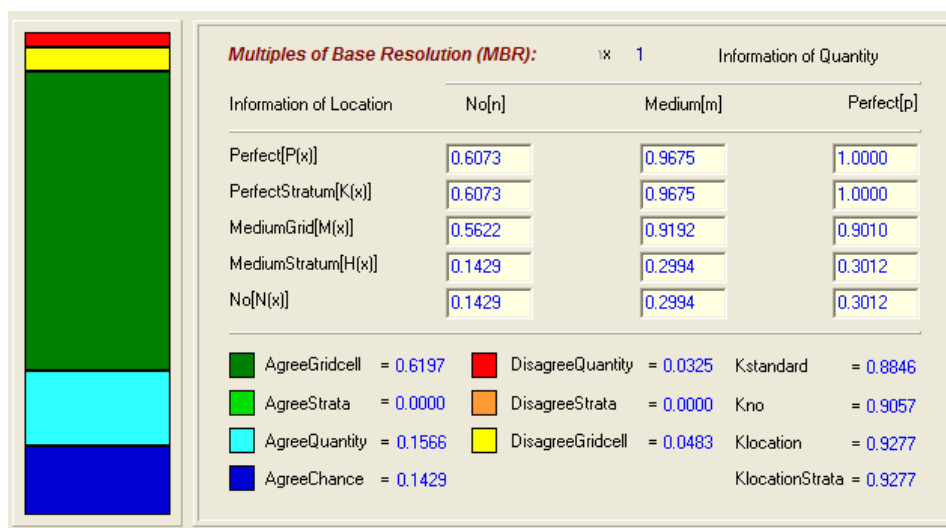 Multiples of Base Resolution (MBR): 1x 1 Information of Quantity
Information of Location No[n] Medium[m] Perfect[p]
Perfect[P(x)] 0.6073 0.9675 1.0000
PerfectStratum[K(x)] 0.6073 0.9675 1.0000
MediumGrid[M(x)] 0.5622 0.9192 0.9010
MediumStratum[H(x)] 0.1429 0.2994 0.3012
No[N(x)] 0.1429 0.2994 0.3012
AgreeGridcell = 0.6197 DisagreeQuantity = 0.0325 Kstandard = 0.8846
AgreeStrata = 0.0000 DisagreeStrata = 0.0000 Kno = 0.9057
AgreeQuantity = 0.1566 DisagreeGridcell = 0.0483 Klocation = 0.9277
AgreeChance = 0.1429 KlocationStrata = 0.9277